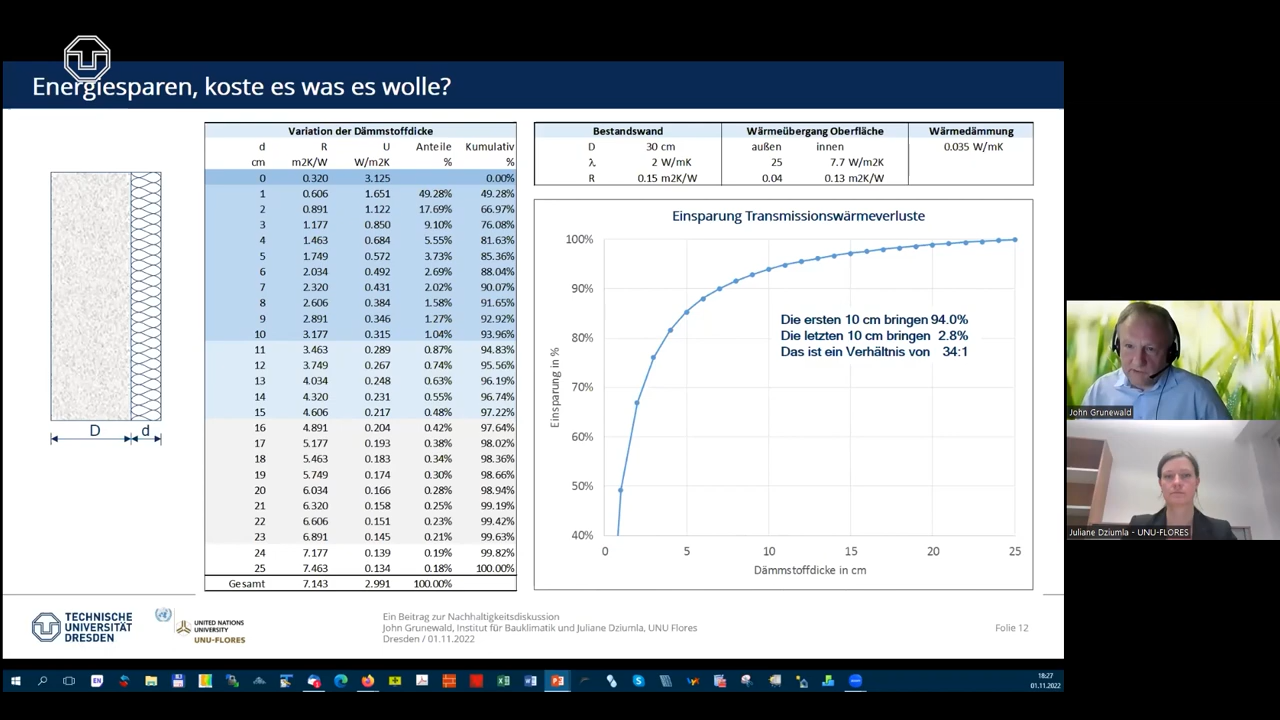 Energiesparen, koste es was es wolle?
D d
Variation der Dämmstoffdicke
d R U Anteile Kumulativ
cm m2K/W W/m2K % %
0 0.320 3.125 0.00%
1 0.606 1.651 49.28% 49.28%
2 0.891 1.122 17.69% 66.97%
3 1.177 0.850 9.10% 76.08%
4 1.463 0.684 5.55% 81.63%
5 1.749 0.572 3.73% 85.36%
6 2.034 0.492 2.69% 88.04%
7 2.320 0.431 2.02% 90.07%
8 2.606 0.384 1.58% 91.65%
9 2.891 0.346 1.27% 92.92%
10 3.177 0.315 1.04% 93.96%
11 3.463 0.289 0.87% 94.83%
12 3.749 0.267 0.74% 95.56%
13 4.034 0.248 0.63% 96.19%
14 4.320 0.231 0.55% 96.74%
15 4.606 0.217 0.48% 97.22%
16 4.891 0.204 0.42% 97.64%
17 5.177 0.193 0.38% 98.02%
18 5.463 0.183 0.34% 98.36%
19 5.749 0.174 0.30% 98.66%
20 6.034 0.166 0.28% 98.94%
21 6.320 0.158 0.25% 99.19%
22 6.606 0.151 0.23% 99.42%
23 6.891 0.145 0.21% 99.63%
24 7.177 0.139 0.19% 99.82%
25 7.463 0.134 0.18% 100.00%
Gesamt 7.143 2.991 100.00%
Bestandswand Wärmeübergang Oberfläche Wärmedämmung
D 30 cm außen innen 0.035 W/mK
λ 2 W/mK 25 7.7 W/m2K
R 0.15 m2K/W 0.04 0.13 m2K/W
Einsparung Transmissionswärmeverluste
100%
90%
80%
70%
60%
50%
40%
Einsparung in %
Die ersten 10 cm bringen 94.0%
Die letzten 10 cm bringen 2.8%
Das ist ein Verhältnis von 34:1
0 5 10 15 20 25
Dämmstoffdicke in cm
John Grunewald
Juliane Dziumla - UNU-FLORES
TECHNISCHE
UNIVERSITÄT
DRESDEN
UNITED NATIONS
UNIVERSITY
UNU-FLORES
Ein Beitrag zur Nachhaltigkeitsdiskussion
John Grunewald, Institut für Bauklimatik und Juliane Dziumla, UNU Flores
Dresden / 01.11.2022
Folie 12
EN
18:27
01.11.2022